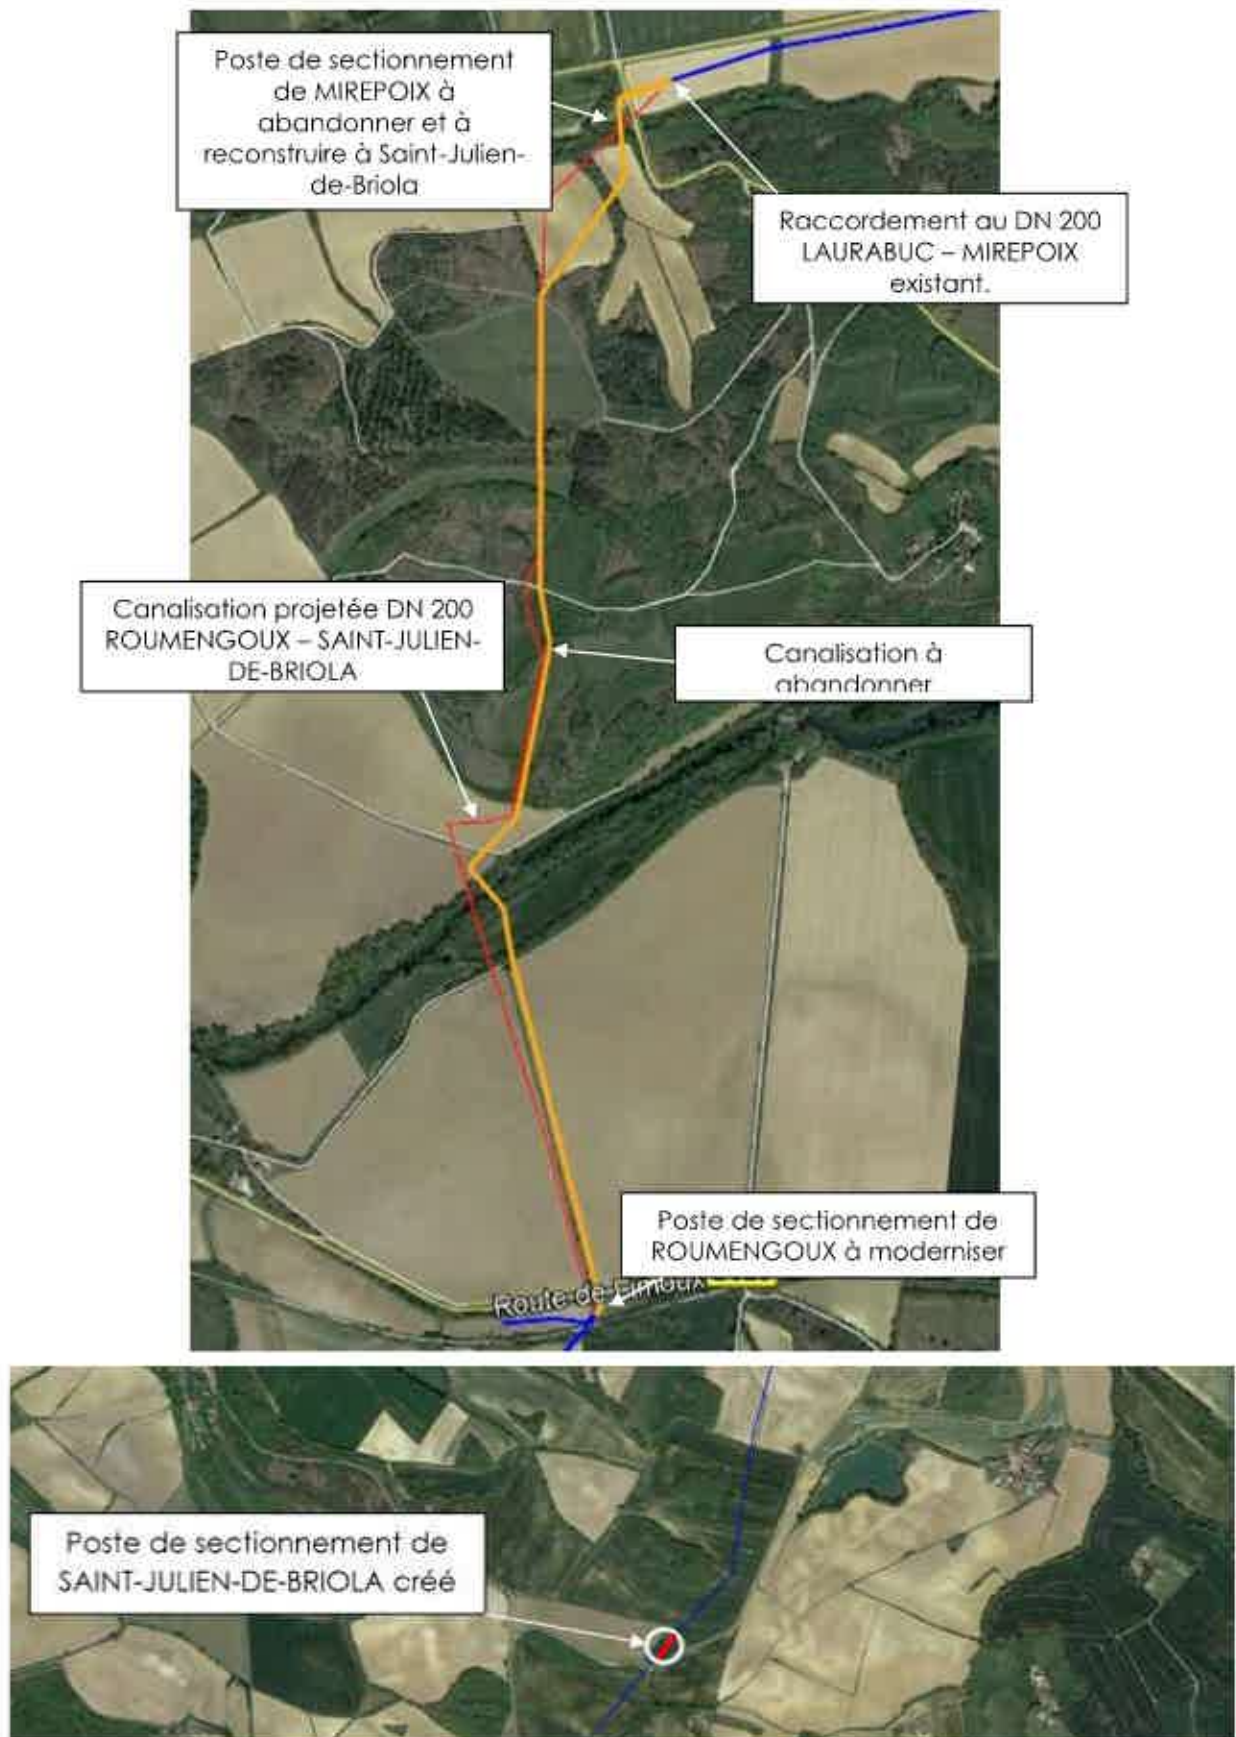 Poste de sectionnement
de MIREPOIX à
abandonner et à
reconstruire à Saint-Julien-
de-Briola
Raccordement au DN 200
LAURABUC – MIREPOIX
existant.
Canalisation projetée DN 200
ROUMENGOUX – SAINT-JULIEN-
DE-BRIOLA
Canalisation à
abandonner
Poste de sectionnement de
ROUMENGOUX à moderniser
Route de Limoux
Poste de sectionnement de
SAINT-JULIEN-DE-BRIOLA créé